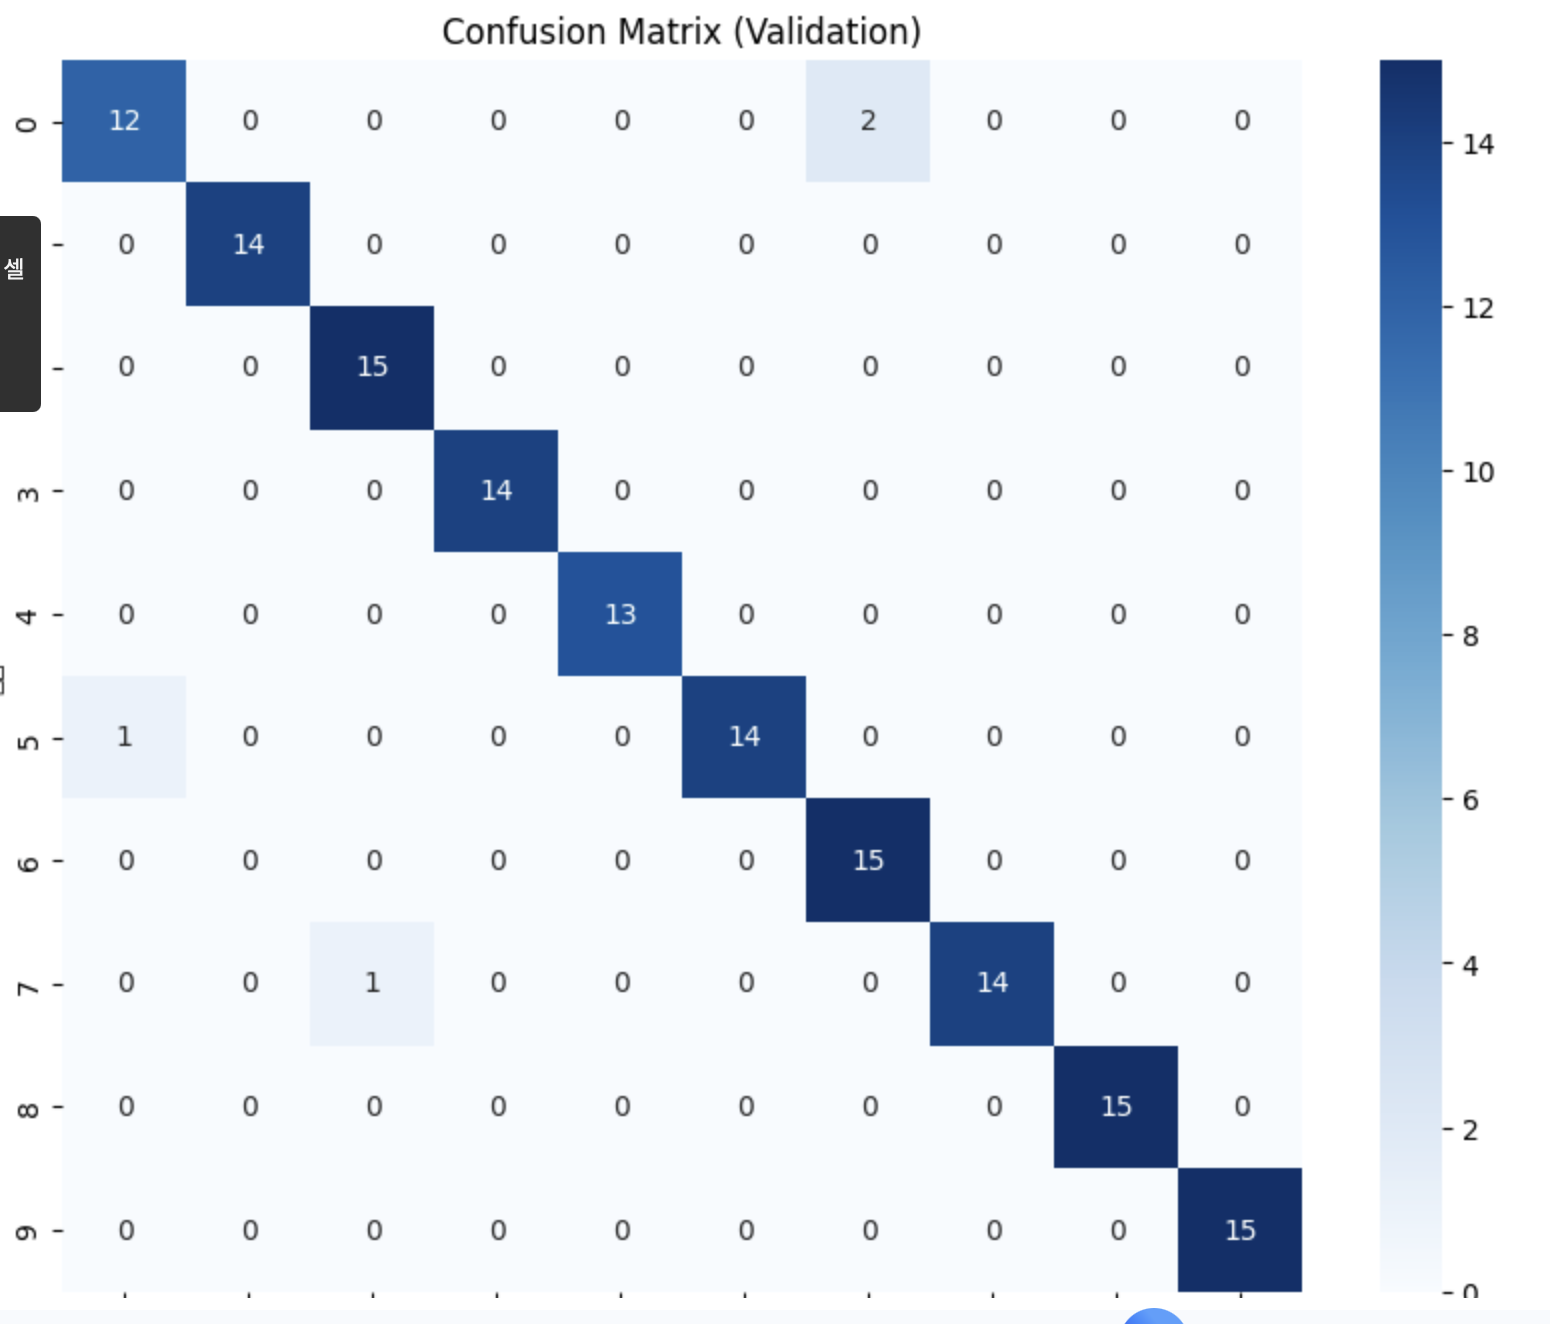 Confusion Matrix (Validation)
0 12 0 0 0 0 0 2 0 0 0
0 14 0 0 0 0 0 0 0 0
셀
0 0 15 0 0 0 0 0 0 0
3 0 0 0 14 0 0 0 0 0 0
4 0 0 0 0 13 0 0 0 0 0
5 1 0 0 0 0 14 0 0 0 0
6 0 0 0 0 0 0 15 0 0 0
7 0 0 1 0 0 0 0 14 0 0
8 0 0 0 0 0 0 0 0 15 0
9 0 0 0 0 0 0 0 0 0 15
14
12
10
8
6
4
2
0